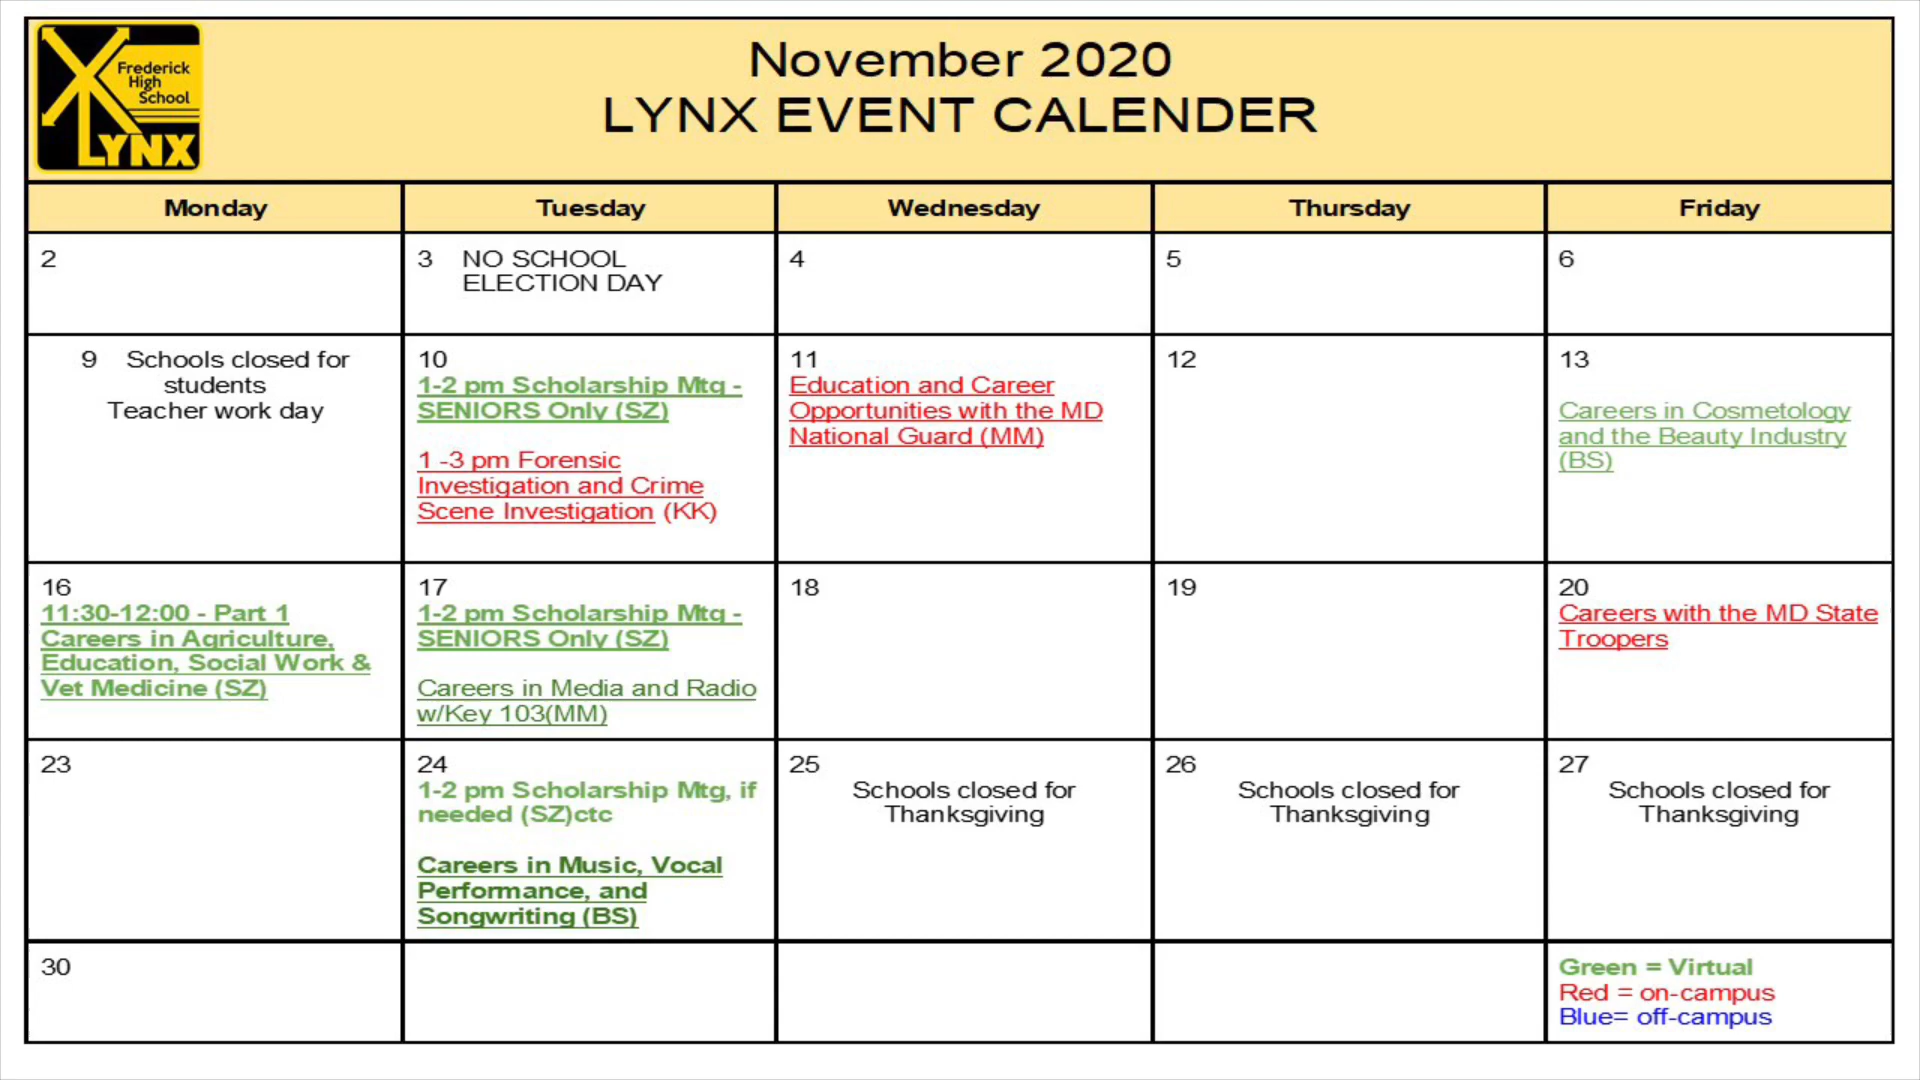 Frederick
High
School
LYNX
November 2020
LYNX EVENT CALENDER
Monday
Tuesday
Wednesday
Thursday
Friday
2
3 NO SCHOOL
ELECTION DAY
4
5
6
9 Schools closed for
students
Teacher work day
10
1-2 pm Scholarship Mtg -
SENIORS Only (SZ)
1 -3 pm Forensic
Investigation and Crime
Scene Investigation (KK)
11
Education and Career
Opportunities with the MD
National Guard (MM)
12
13
Careers in Cosmetology
and the Beauty Industry
(BS)
16
11:30-12:00 - Part 1
Careers in Agriculture,
Education, Social Work &
Vet Medicine (SZ)
17
1-2 pm Scholarship Mtg -
SENIORS Only (SZ)
Careers in Media and Radio
w/Key 103(MM)
18
19
20
Careers with the MD State
Troopers
23
24
1-2 pm Scholarship Mtg, if
needed (SZ)ctc
Careers in Music, Vocal
Performance, and
Songwriting (BS)
25
Schools closed for
Thanksgiving
26
Schools closed for
Thanksgiving
27
Schools closed for
Thanksgiving
30
Green = Virtual
Red = on-campus
Blue= off-campus